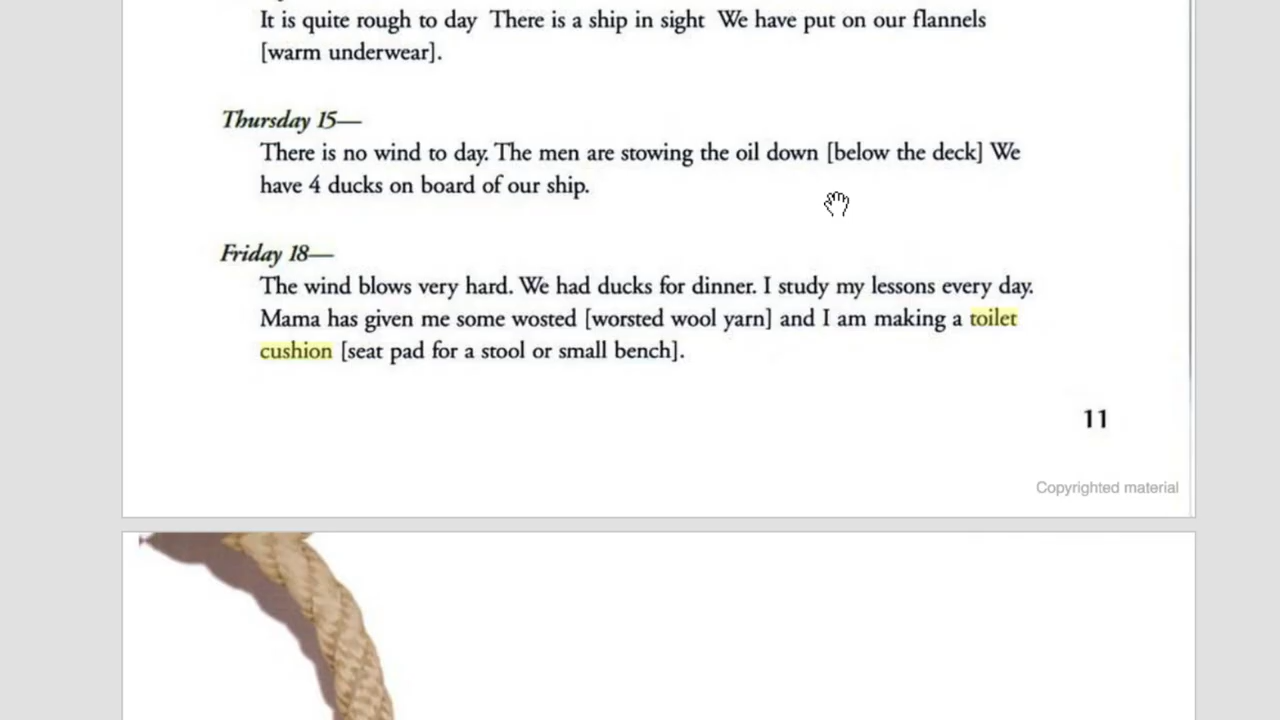 It is quite rough to day  There is a ship in sight  We have put on our flannels
[warm underwear].
Thursday 15—
There is no wind to day. The men are stowing the oil down [below the deck] We
have 4 ducks on board of our ship.
Friday 18—
The wind blows very hard. We had ducks for dinner. I study my lessons every day.
Mama has given me some wosted [worsted wool yarn] and I am making a toilet
cushion [seat pad for a stool or small bench].
11
Copyrighted material